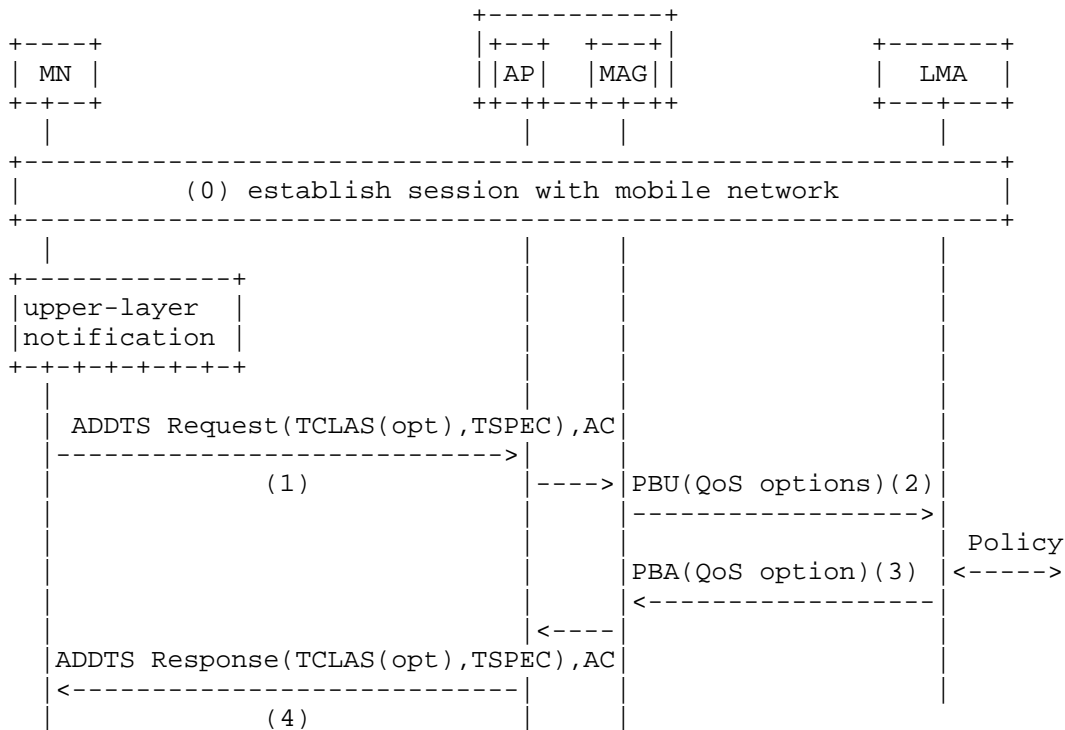 MN
AP MAG
LMA
(0) establish session with mobile network
upper-layer
notification
ADDTS Request(TCLAS(opt),TSPEC),AC
(1)
PBU(QoS options)(2)
Policy
PBA(QoS option)(3)
ADDTS Response(TCLAS(opt),TSPEC),AC
(4)